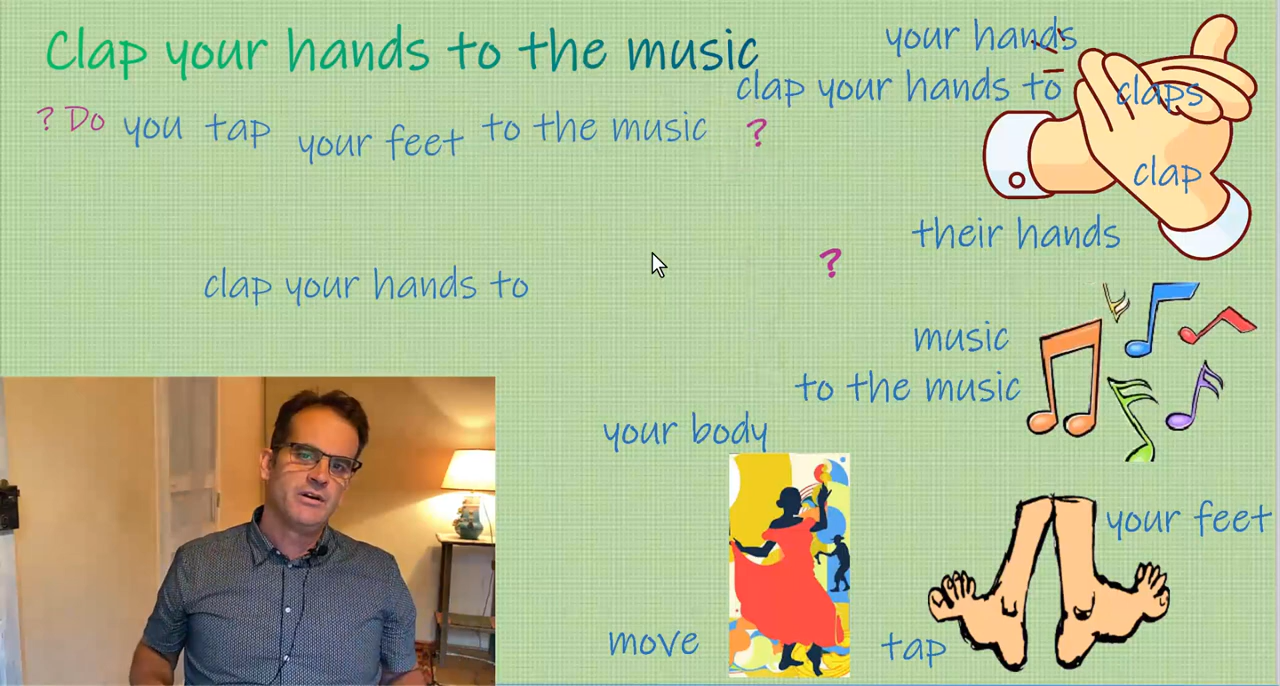 Clap your hands to the music
your hands
clap your hands to
claps
? Do you tap your feet to the music ?
clap
their hands
?
clap your hands to
music
to the music
your body
your feet
move
tap